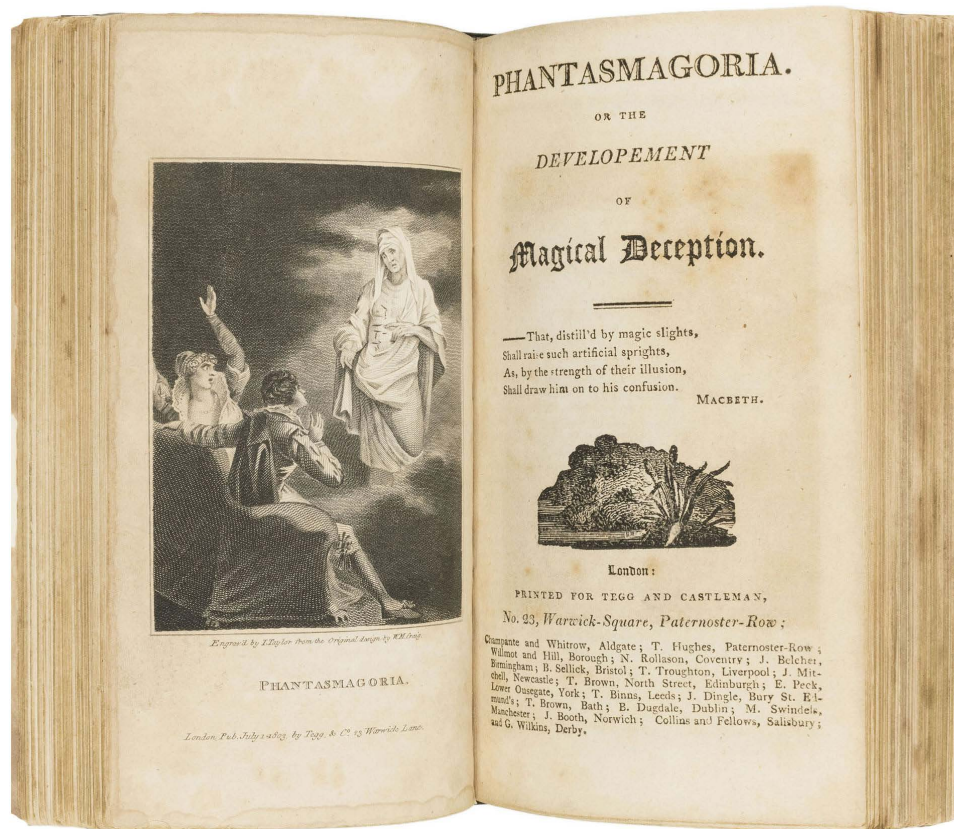 Engrav'd by I. Taylor from the Original design by W.M. Craig.
PHANTASMAGORIA.
London, Pub. July 1, 1803, by Tegg, & Co. 23 Warwick Lane.
PHANTASMAGORIA.
OR THE
DEVELOPEMENT
OF
Magical Deception.
—That, distill'd by magic slights,
Shall raise such artificial sprights,
As, by the strength of their illusion,
Shall draw him on to his confusion.
MACBETH.
London:
PRINTED FOR TEGG AND CASTLEMAN,
No. 23, Warwick-Square, Paternoster-Row;
Champante and Whitrow, Aldgate; T. Hughes, Paternoster-Row;
Wilmot and Hill, Borough; N. Rollason, Coventry; J. Belcher,
Birmingham; B. Sellick, Bristol; T. Troughton, Liverpool; J. Mit-
chell, Newcastle; T. Brown, North Street, Edinburgh; E. Peck,
Lower Ousegate, York; T. Binns, Leeds; J. Dingle, Bury St. Ed-
mund's; T. Brown, Bath; B. Dugdale, Dublin; M. Swindels,
Manchester; J. Booth, Norwich; Collins and Fellows, Salisbury;
and G. Wilkins, Derby.